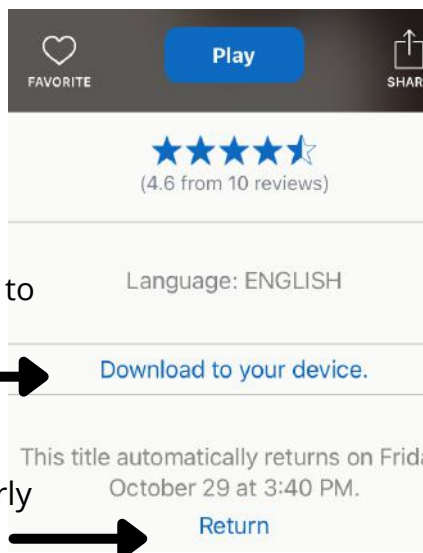 Play
FAVORITE
SHAR
(4.6 from 10 reviews)
Language: ENGLISH
to
Download to your device.
This title automatically returns on Frida
October 29 at 3:40 PM.
rly
Return